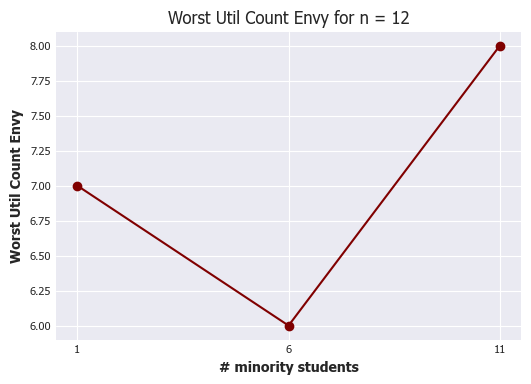 Worst Util Count Envy for n = 12
8.00
7.75
7.50
7.25
7.00
6.75
6.50
6.25
6.00
Worst Util Count Envy
1 6 11
# minority students